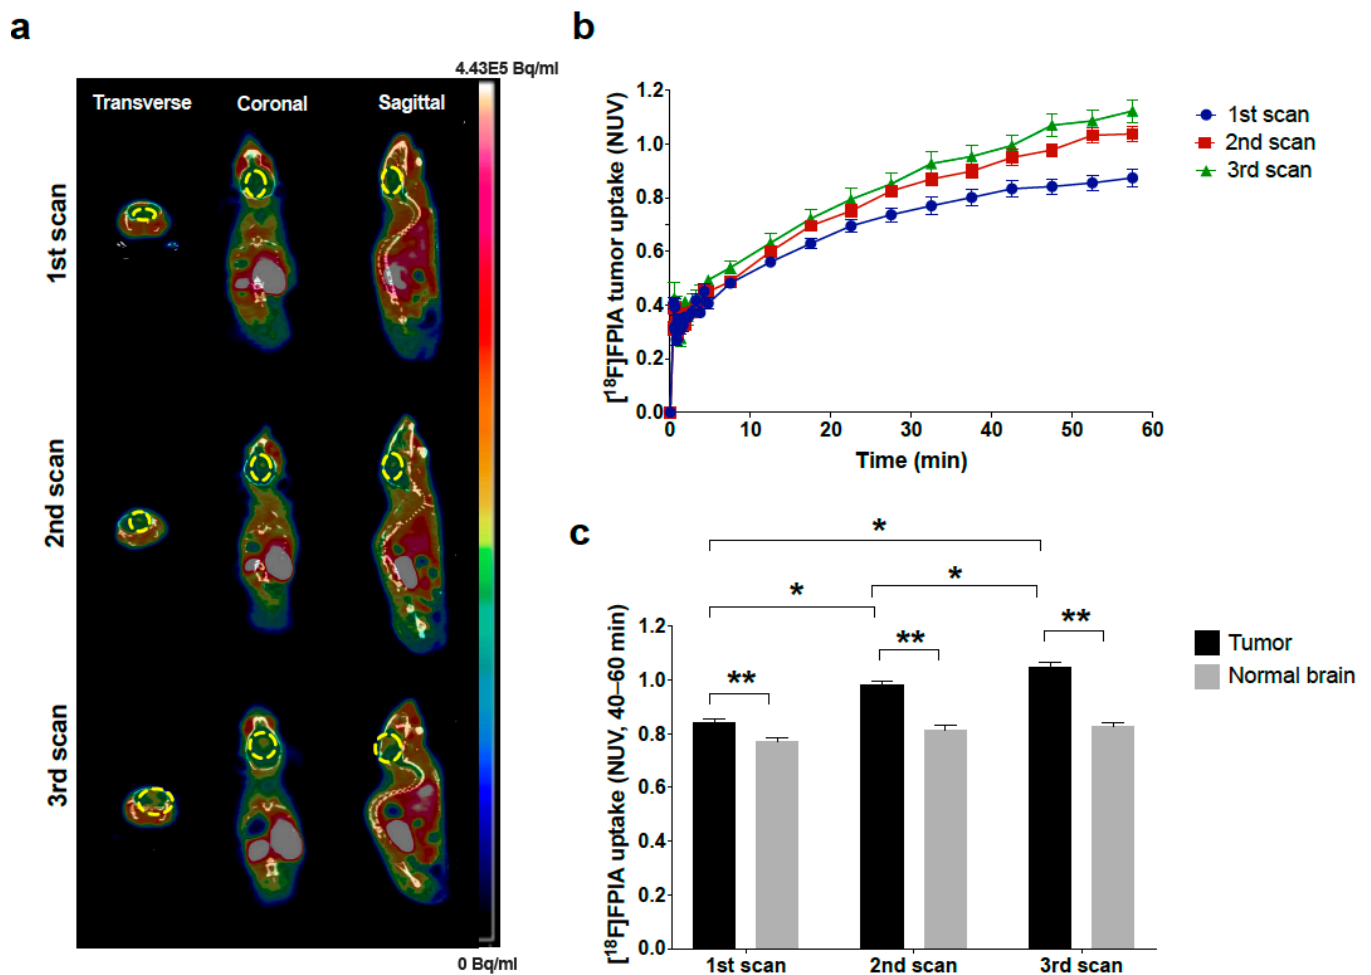 a
4.43E5 Bq/ml
Transverse Coronal Sagittal
1st scan
2nd scan
3rd scan
0 Bq/ml
b
[¹⁸F]FPIA tumor uptake (NUV)
1.2
1.0
0.8
0.6
0.4
0.2
0.0
0 10 20 30 40 50 60
Time (min)
1st scan
2nd scan
3rd scan
c
[¹⁸F]FPIA uptake (NUV, 40–60 min)
1.2
1.0
0.8
0.6
0.4
0.2
0.0
*
* *
** ** **
1st scan 2nd scan 3rd scan
Tumor
Normal brain